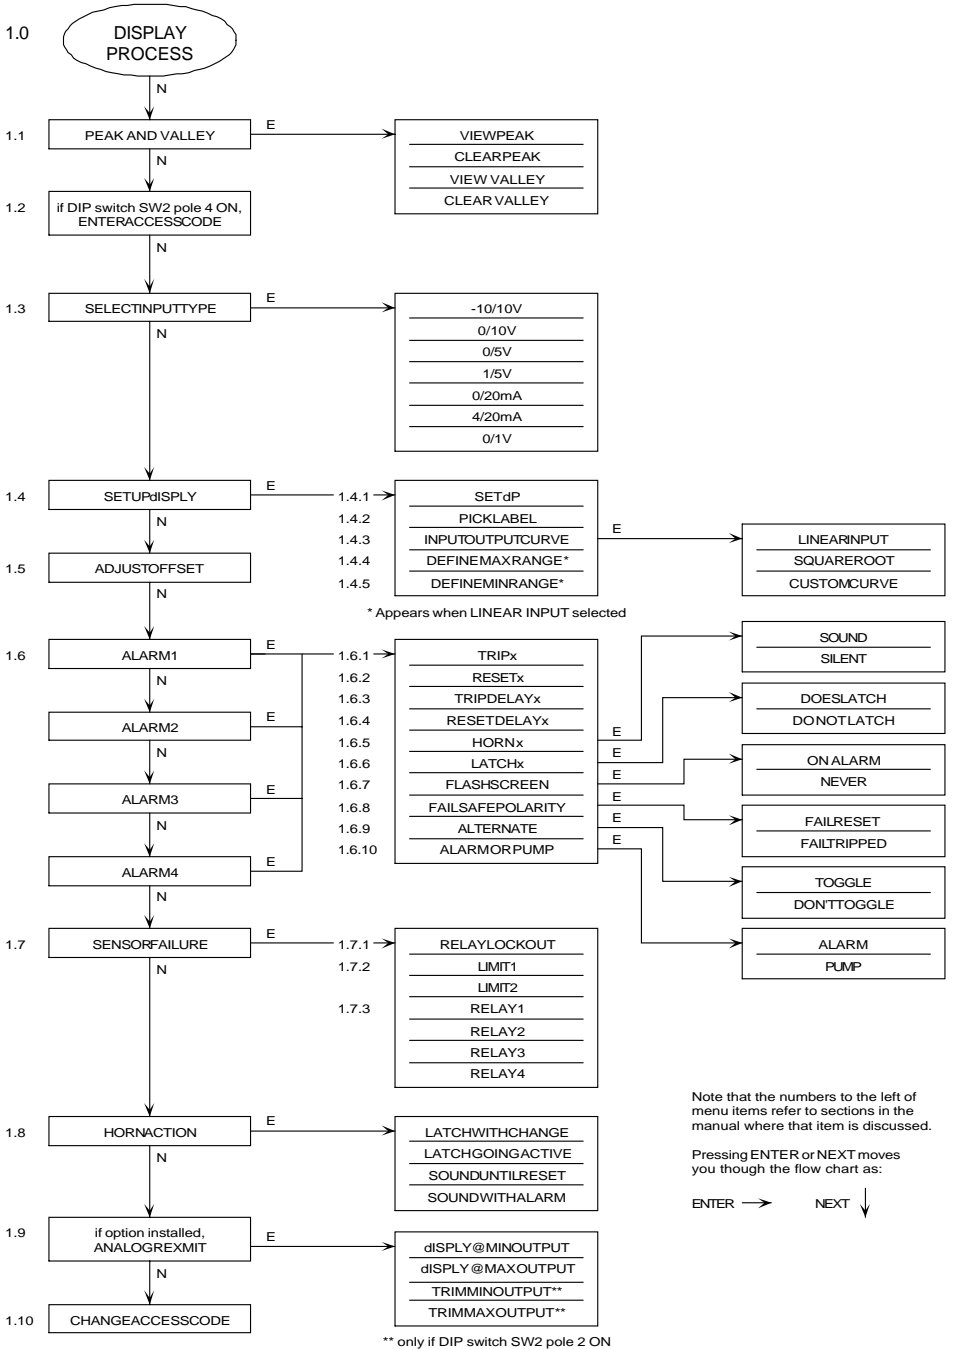 1.0
DISPLAY
PROCESS
N
1.1
PEAK AND VALLEY
E
VIEWPEAK
CLEARPEAK
VIEW VALLEY
CLEAR VALLEY
N
1.2
if DIP switch SW2 pole 4 ON,
ENTERACCESSCODE
N
1.3
SELECTINPUTTYPE
E
-10/10V
0/10V
0/5V
1/5V
0/20mA
4/20mA
0/1V
N
1.4
SETUPdISPLY
E
1.4.1
SETdP
1.4.2
PICKLABEL
1.4.3
INPUTOUTPUTCURVE
1.4.4
DEFINEMAXRANGE*
1.4.5
DEFINEMINRANGE*
E
LINEARINPUT
SQUAREROOT
CUSTOMCURVE
* Appears when LINEAR INPUT selected
N
1.5
ADJUSTOFFSET
N
1.6
ALARM1
E
N
ALARM2
E
N
ALARM3
E
N
ALARM4
E
N
1.6.1
TRIPx
1.6.2
RESETx
1.6.3
TRIPDELAYx
1.6.4
RESETDELAYx
1.6.5
HORNx
1.6.6
LATCHx
1.6.7
FLASHSCREEN
1.6.8
FAILSAFEPOLARITY
1.6.9
ALTERNATE
1.6.10
ALARMORPUMP
E
SOUND
SILENT
E
DOESLATCH
DONOTLATCH
E
ON ALARM
NEVER
E
FAILRESET
FAILTRIPPED
E
TOGGLE
DON'TTOGGLE
E
ALARM
PUMP
1.7
SENSORFAILURE
E
1.7.1
RELAYLOCKOUT
1.7.2
LIMIT1
LIMIT2
1.7.3
RELAY1
RELAY2
RELAY3
RELAY4
N
1.8
HORNACTION
E
LATCHWITHCHANGE
LATCHGOINGACTIVE
SOUNDUNTILRESET
SOUNDWITHALARM
N
1.9
if option installed,
ANALOGREXMIT
E
dISPLY@MINOUTPUT
dISPLY@MAXOUTPUT
TRIMMINOUTPUT**
TRIMMAXOUTPUT**
N
1.10
CHANGEACCESSCODE
** only if DIP switch SW2 pole 2 ON
Note that the numbers to the left of
menu items refer to sections in the
manual where that item is discussed.
Pressing ENTER or NEXT moves
you though the flow chart as:
ENTER
NEXT